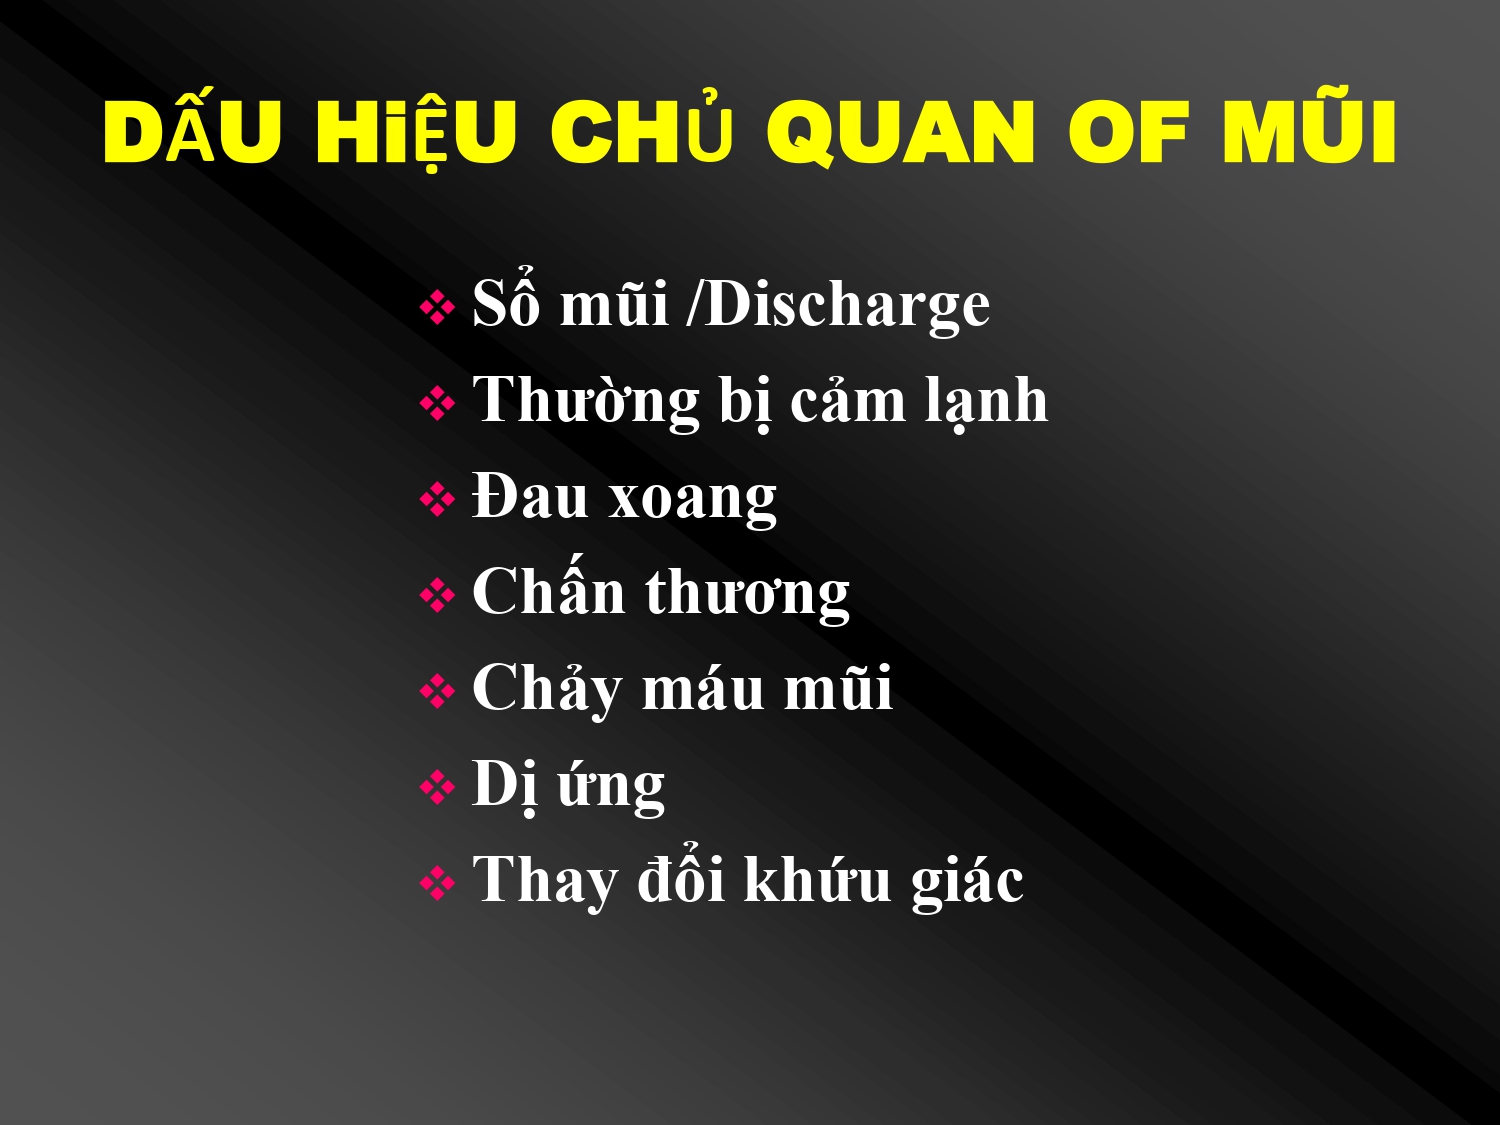 DẤU HiỆU CHỦ QUAN OF MŨI
Sổ mũi /Discharge
Thường bị cảm lạnh
Đau xoang
Chấn thương
Chảy máu mũi
Dị ứng
Thay đổi khứu giác